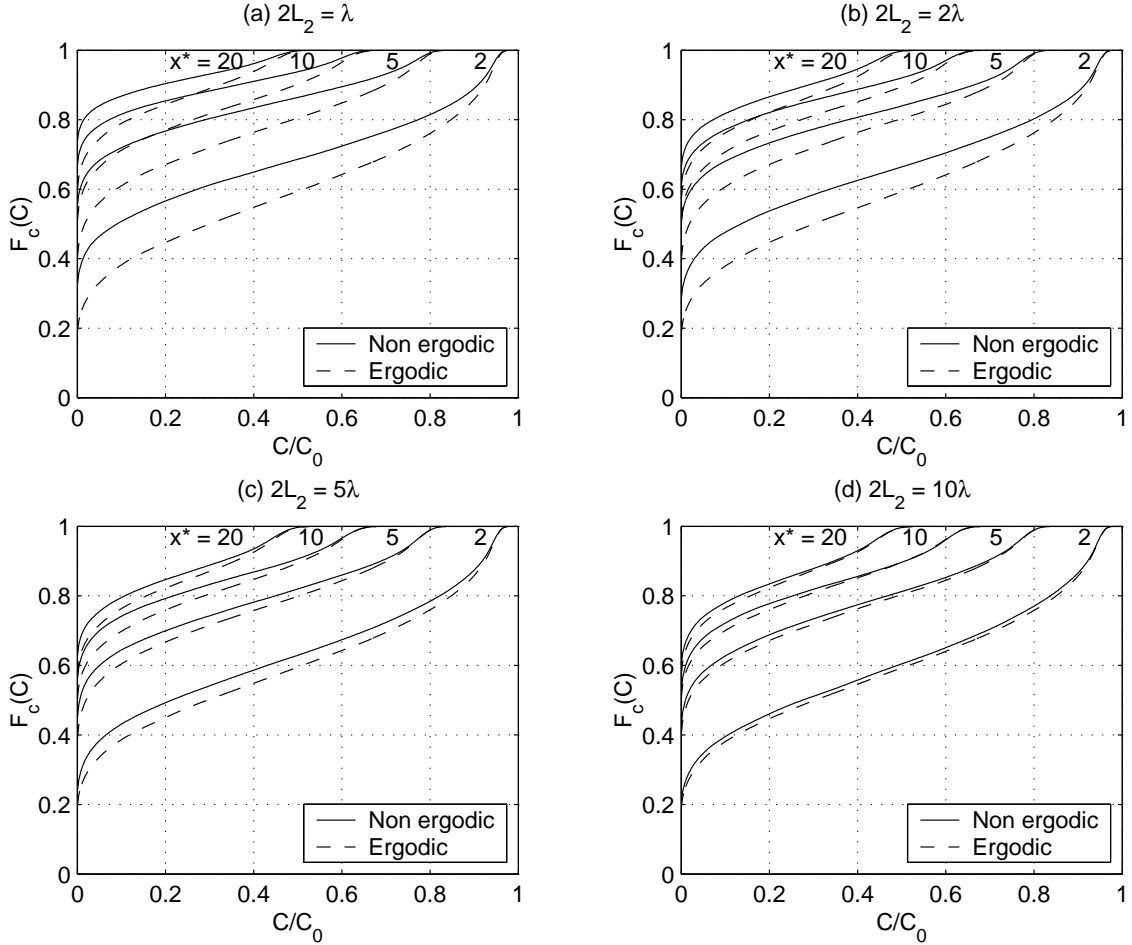 (a) 2L₂ = λ
1
0.8
0.6
0.4
0.2
0
F_c(C)
x* = 20 10 5 2
Non ergodic
Ergodic
0 0.2 0.4 0.6 0.8 1
C/C₀
(b) 2L₂ = 2λ
1
0.8
0.6
0.4
0.2
0
F_c(C)
x* = 20 10 5 2
Non ergodic
Ergodic
0 0.2 0.4 0.6 0.8 1
C/C₀
(c) 2L₂ = 5λ
1
0.8
0.6
0.4
0.2
0
F_c(C)
x* = 20 10 5 2
Non ergodic
Ergodic
0 0.2 0.4 0.6 0.8 1
C/C₀
(d) 2L₂ = 10λ
1
0.8
0.6
0.4
0.2
0
F_c(C)
x* = 20 10 5 2
Non ergodic
Ergodic
0 0.2 0.4 0.6 0.8 1
C/C₀